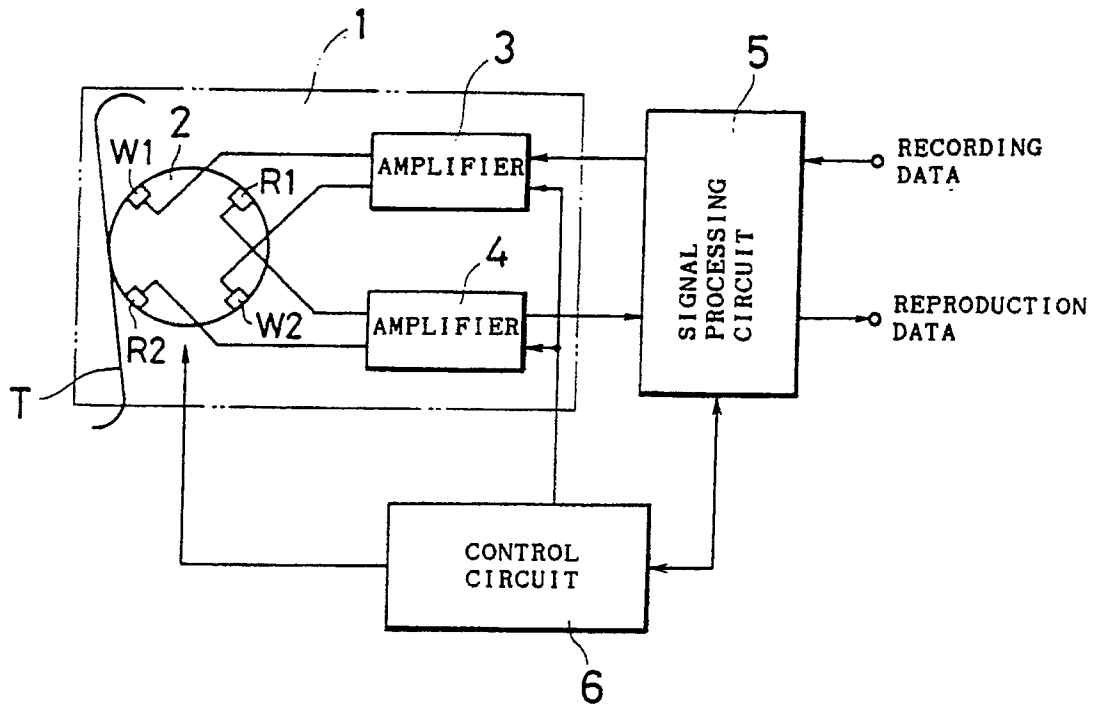 1
3
5
2
W1
R1
AMPLIFIER
RECORDING
DATA
SIGNAL
PROCESSING
CIRCUIT
4
AMPLIFIER
REPRODUCTION
DATA
R2
W2
T
CONTROL
CIRCUIT
6